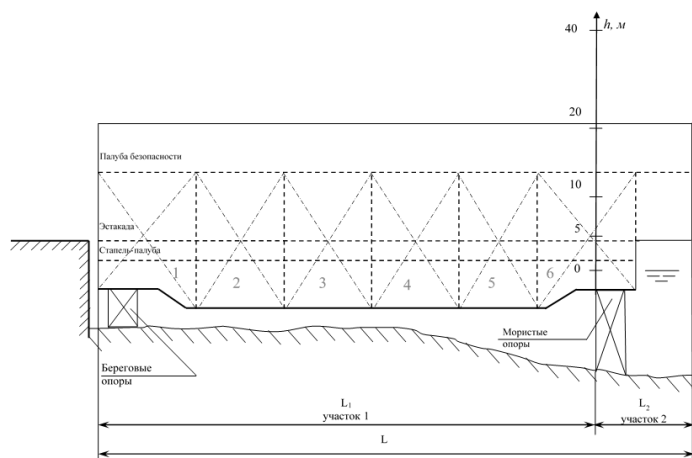 h, м
40
20
Палуба безопасности
10
Эстакада
5
Стапель-палуба
0
1
2
3
4
5
6
Мористые
опоры
Береговые
опоры
L1
участок 1
L2
участок 2
L